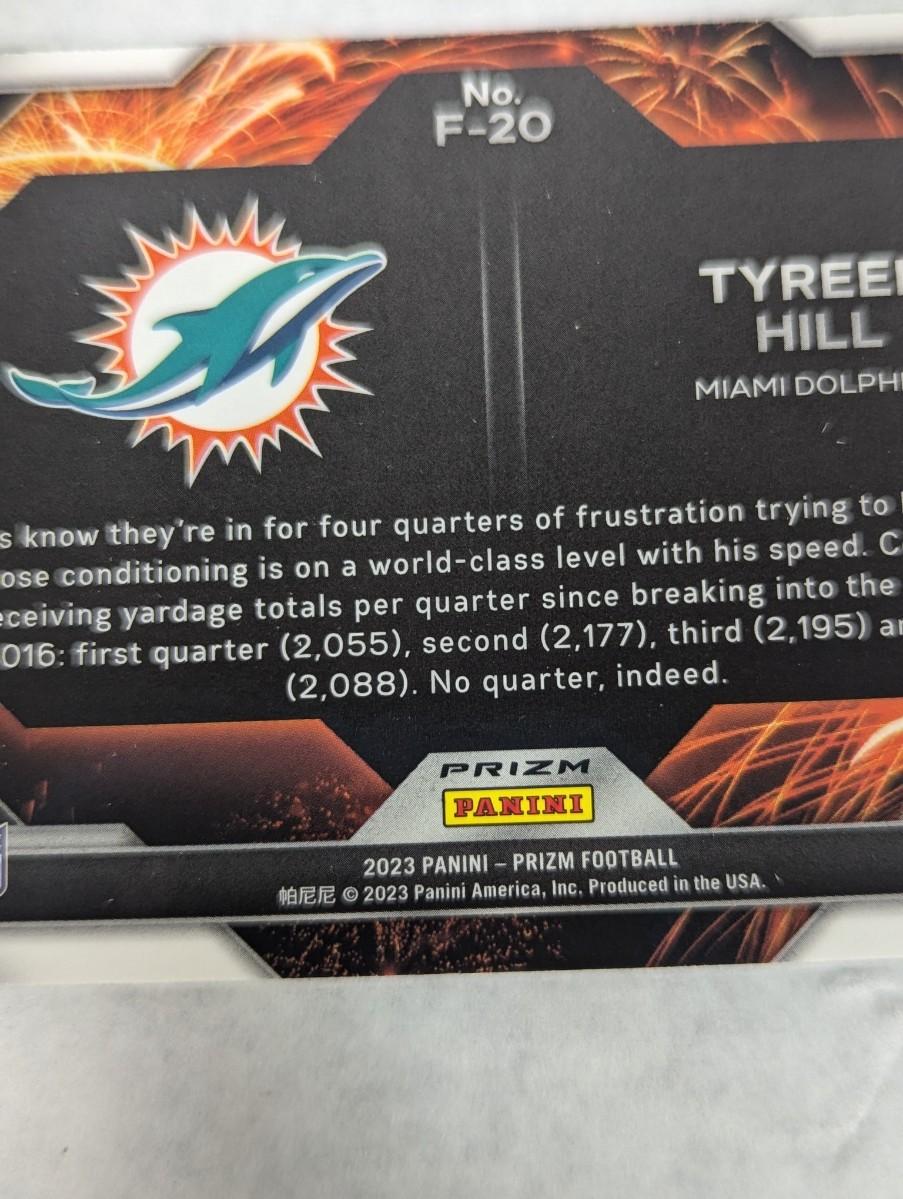 No.
F-20
TYREE
HILL
MIAMI DOLPH
s know they're in for four quarters of frustration trying to
ose conditioning is on a world-class level with his speed. C
eceiving yardage totals per quarter since breaking into the
016: first quarter (2,055), second (2,177), third (2,195) a
(2,088). No quarter, indeed.
PRIZM
PANINI
2023 PANINI – PRIZM FOOTBALL
帕尼尼 © 2023 Panini America, Inc. Produced in the USA.